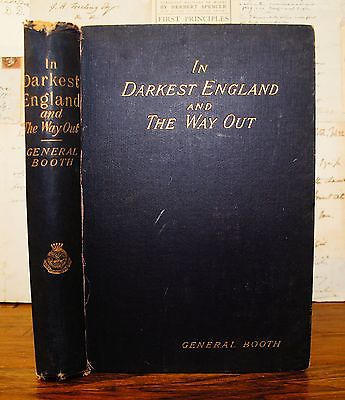 BY HERBERT SPENCER
FIRST PRINCIPLES
In
Darkest
England
and
The Way Out
GENERAL
BOOTH
IN
DARKEST ENGLAND
AND
THE WAY OUT
GENERAL BOOTH